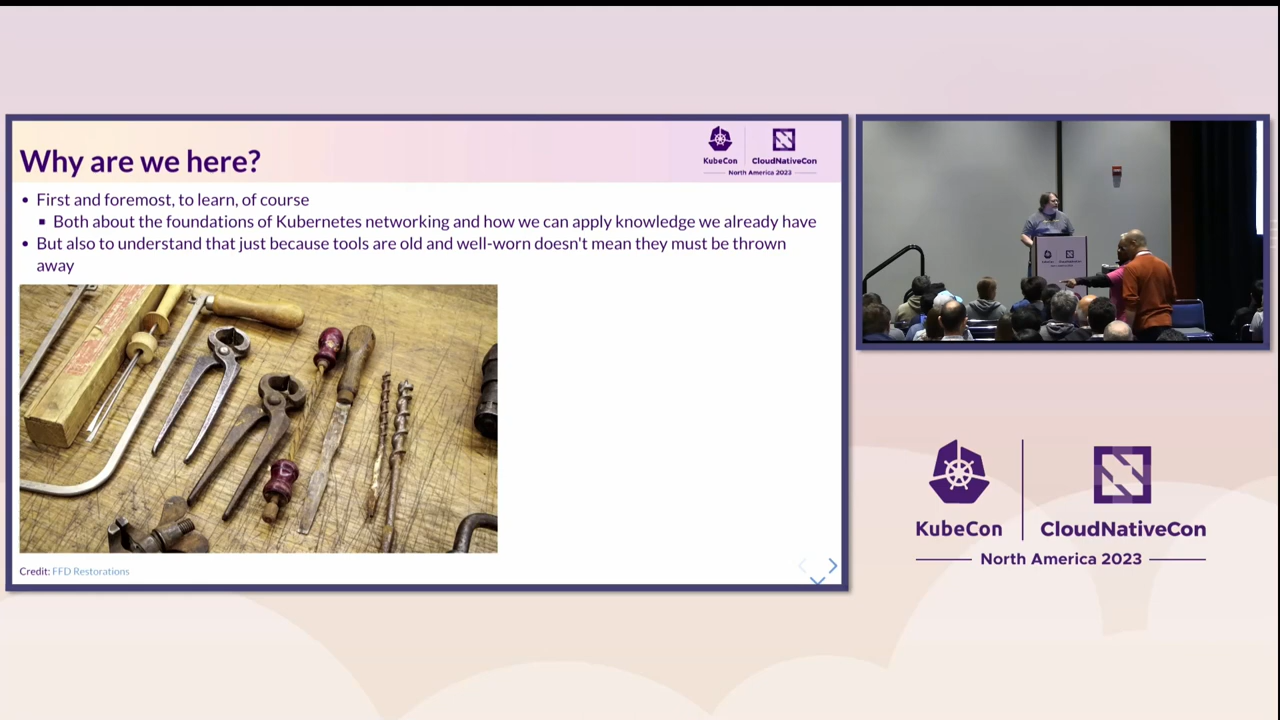 Why are we here?
KubeCon
CloudNativeCon
North America 2023
• First and foremost, to learn, of course
▪ Both about the foundations of Kubernetes networking and how we can apply knowledge we already have
• But also to understand that just because tools are old and well-worn doesn't mean they must be thrown
away
Credit: FFD Restorations
KubeCon
CloudNativeCon
North America 2023